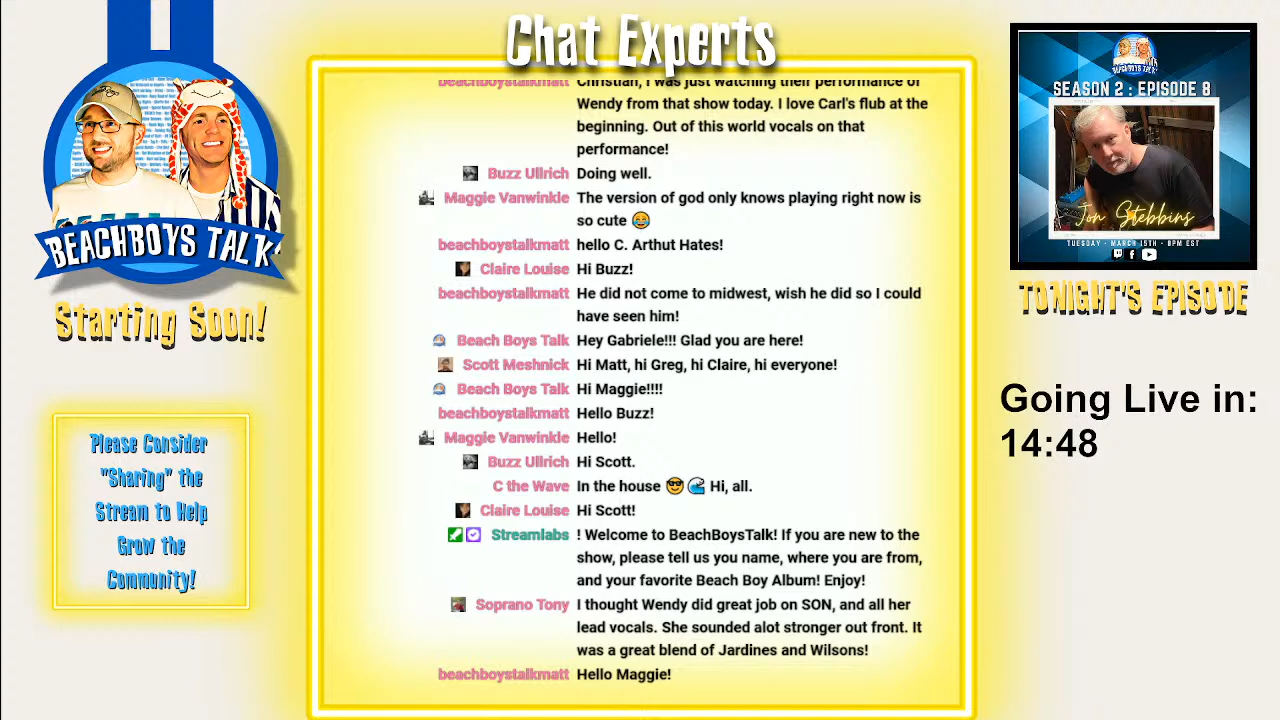 Chat Experts
BEACHBOYS TALK
Starting Soon!
Please Consider
"Sharing" the
Stream to Help
Grow the
Community!
beachboystalkmatt Christian, I was just watching their performance of
Wendy from that show today. I love Carl's flub at the
beginning. Out of this world vocals on that
performance!
Buzz Ullrich Doing well.
Maggie Vanwinkle The version of god only knows playing right now is
so cute 😂
beachboystalkmatt hello C. Arthut Hates!
Claire Louise Hi Buzz!
beachboystalkmatt He did not come to midwest, wish he did so I could
have seen him!
Beach Boys Talk Hey Gabriele!!! Glad you are here!
Scott Meshnick Hi Matt, hi Greg, hi Claire, hi everyone!
Beach Boys Talk Hi Maggie!!!!
beachboystalkmatt Hello Buzz!
Maggie Vanwinkle Hello!
Buzz Ullrich Hi Scott.
C the Wave In the house 😎 🌊 Hi, all.
Claire Louise Hi Scott!
Streamlabs ! Welcome to BeachBoysTalk! If you are new to the
show, please tell us you name, where you are from,
and your favorite Beach Boy Album! Enjoy!
Soprano Tony I thought Wendy did great job on SON, and all her
lead vocals. She sounded alot stronger out front. It
was a great blend of Jardines and Wilsons!
beachboystalkmatt Hello Maggie!
BEACHBOYS TALK
SEASON 2 : EPISODE 8
Jon Stebbins
TUESDAY - MARCH 15TH - 8PM EST
TONIGHT'S EPISODE
Going Live in:
14:48